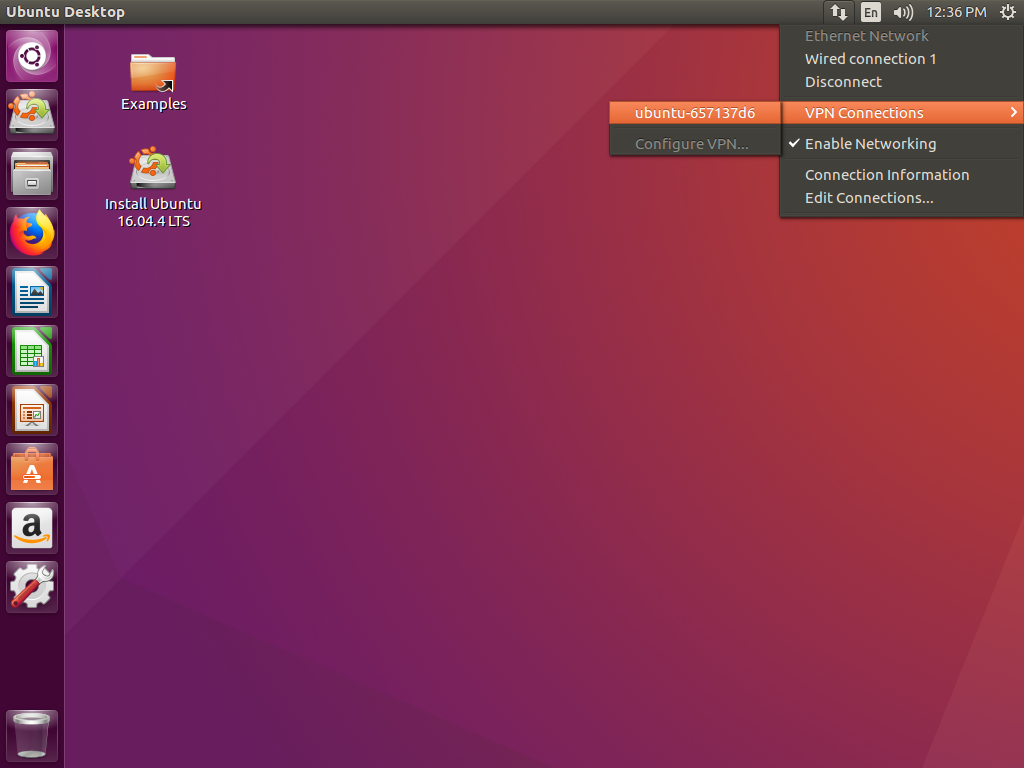 Ubuntu Desktop
En
12:36 PM
Ethernet Network
Wired connection 1
Disconnect
VPN Connections
ubuntu-657137d6
Configure VPN...
Enable Networking
Connection Information
Edit Connections...
Examples
Install Ubuntu
16.04.4 LTS